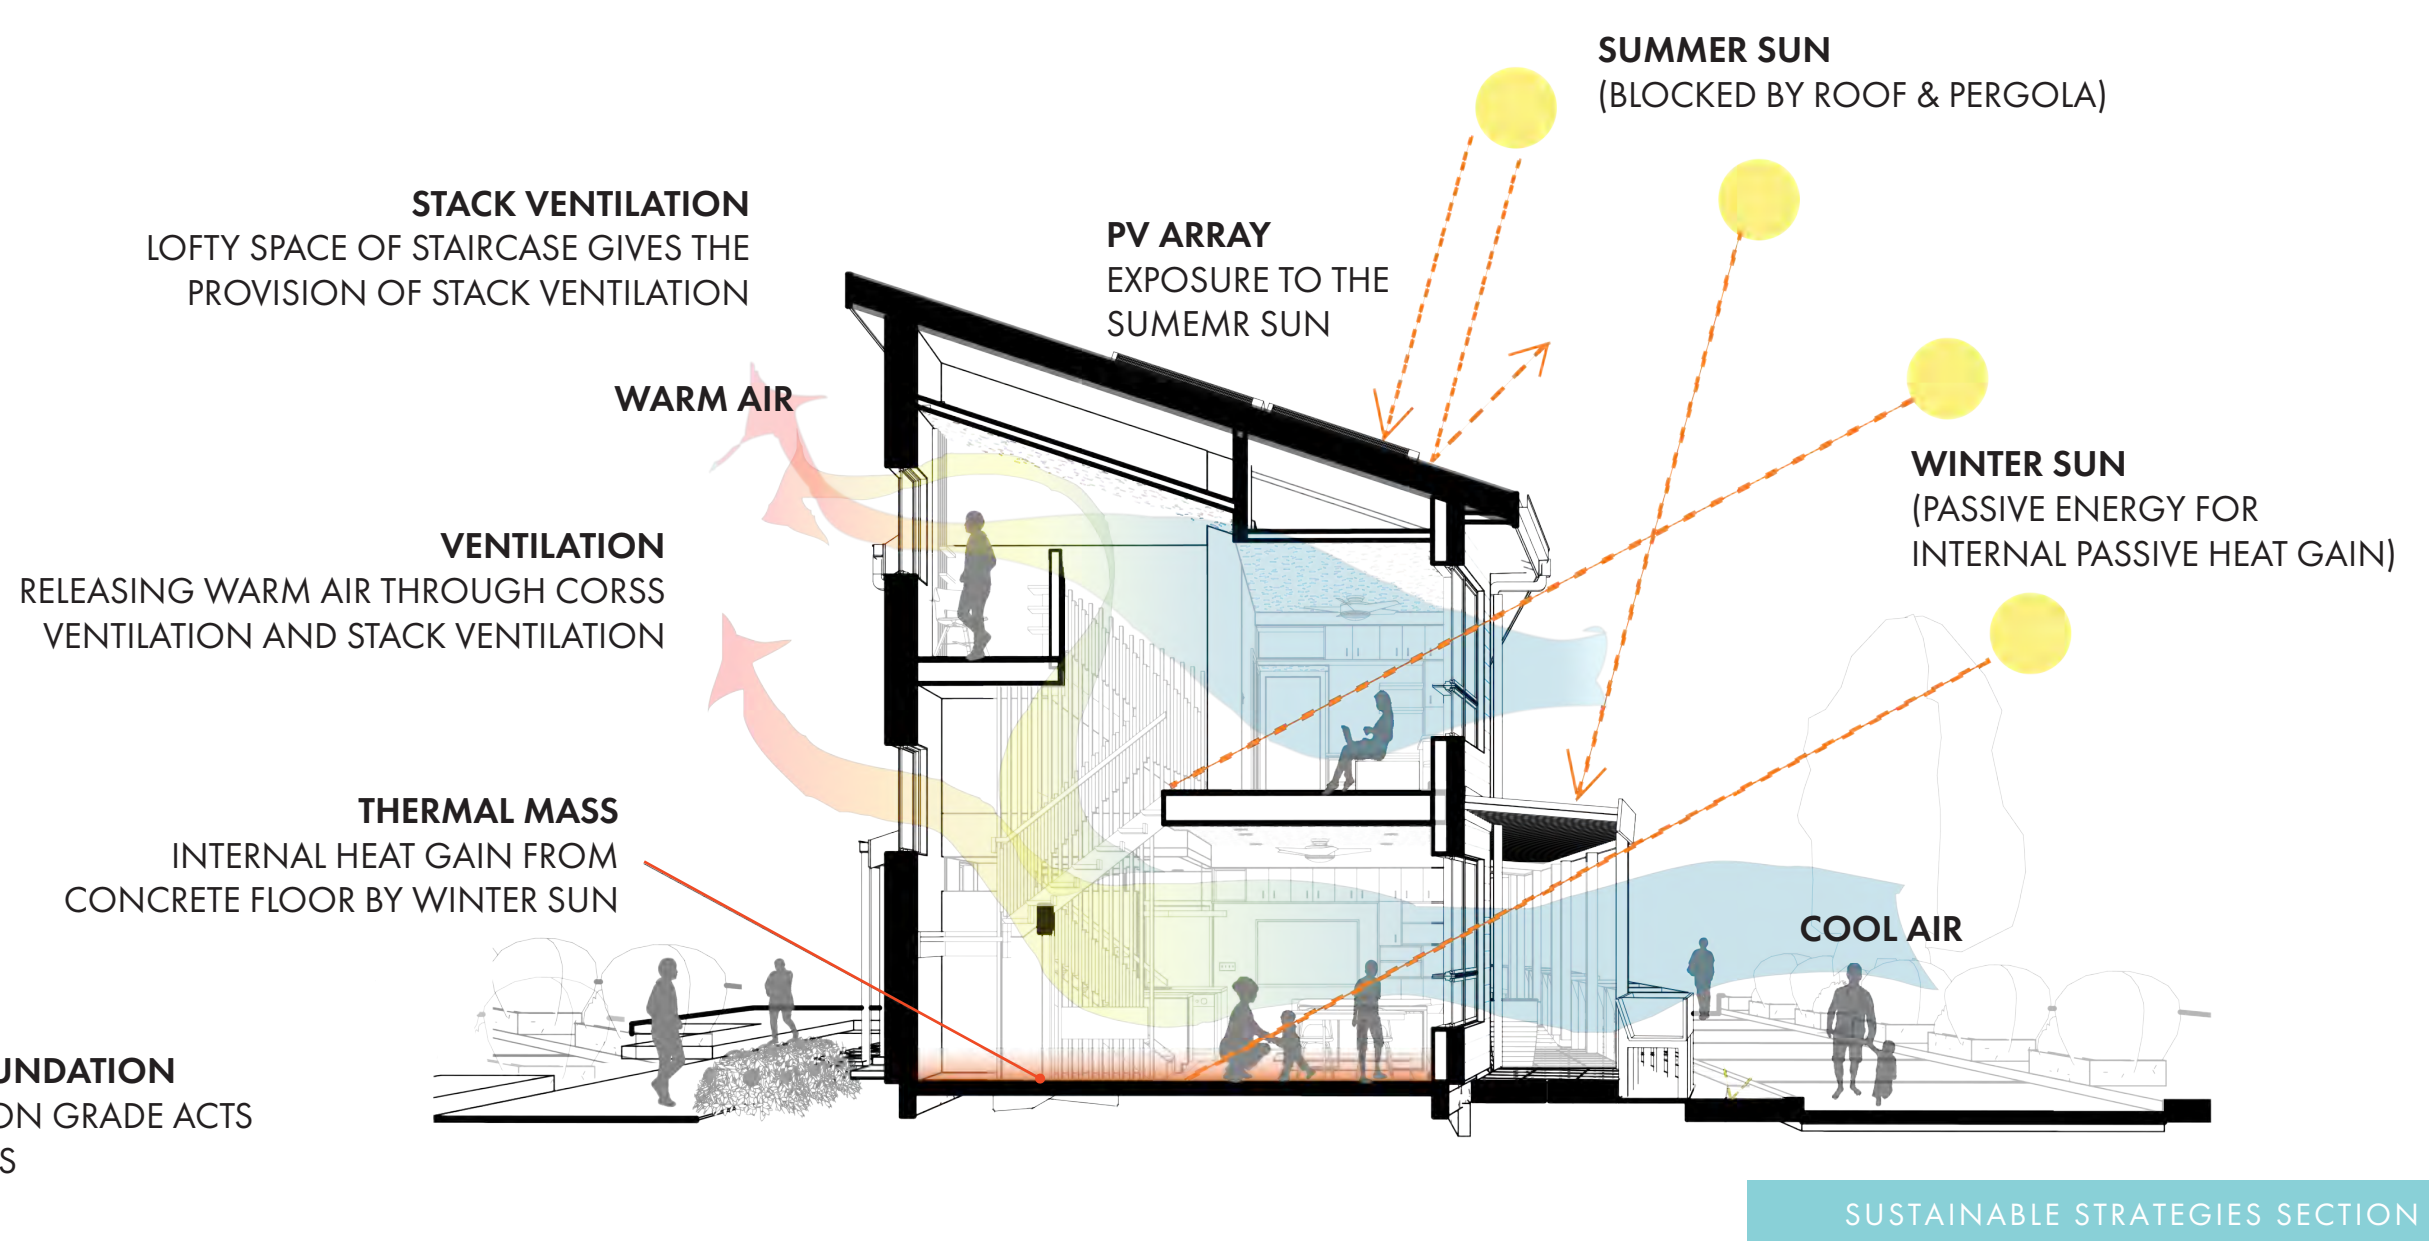 SUMMER SUN
(BLOCKED BY ROOF & PERGOLA)
STACK VENTILATION
LOFTY SPACE OF STAIRCASE GIVES THE
PROVISION OF STACK VENTILATION
PV ARRAY
EXPOSURE TO THE
SUMEMR SUN
WARM AIR
WINTER SUN
(PASSIVE ENERGY FOR
INTERNAL PASSIVE HEAT GAIN)
VENTILATION
RELEASING WARM AIR THROUGH CORSS
VENTILATION AND STACK VENTILATION
THERMAL MASS
INTERNAL HEAT GAIN FROM
CONCRETE FLOOR BY WINTER SUN
COOL AIR
UNDATION
ON GRADE ACTS
S
SUSTAINABLE STRATEGIES SECTION